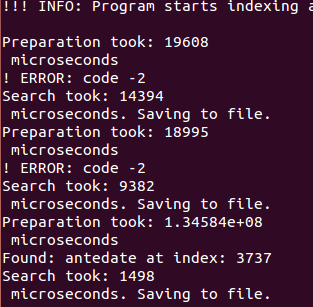 !!! INFO: Program starts indexing a
Preparation took: 19608
microseconds
! ERROR: code -2
Search took: 14394
microseconds. Saving to file.
Preparation took: 18995
microseconds
! ERROR: code -2
Search took: 9382
microseconds. Saving to file.
Preparation took: 1.34584e+08
microseconds
Found: antedate at index: 3737
Search took: 1498
microseconds. Saving to file.